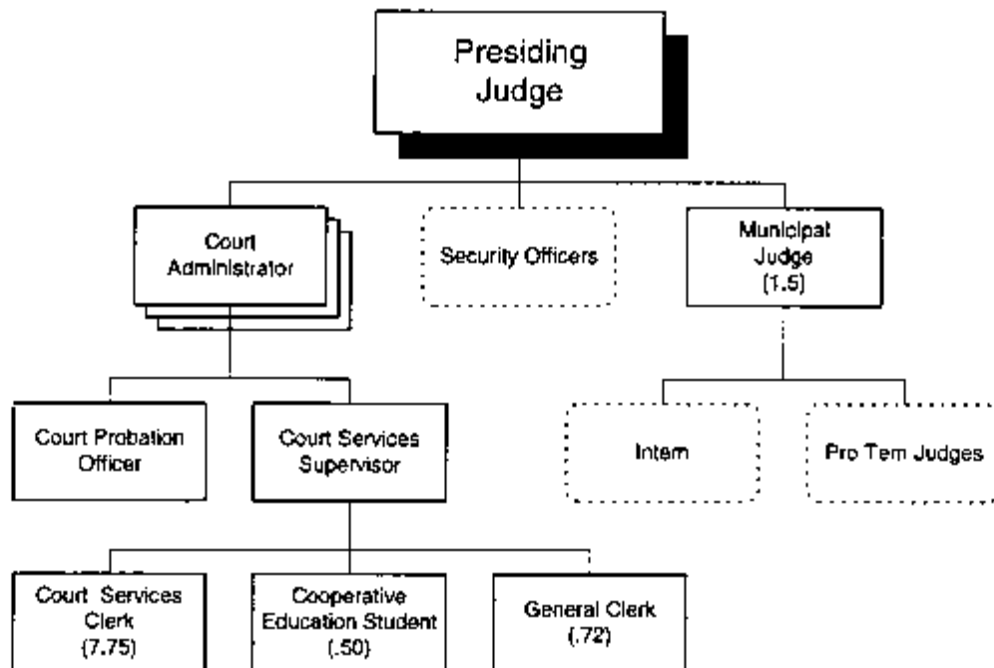 Presiding
Judge
Court
Administrator
Security Officers
Municipal
Judge
(1.5)
Court Probation
Officer
Court Services
Supervisor
Intern
Pro Tem Judges
Court Services
Clerk
(7.75)
Cooperative
Education Student
(.50)
General Clerk
(.72)